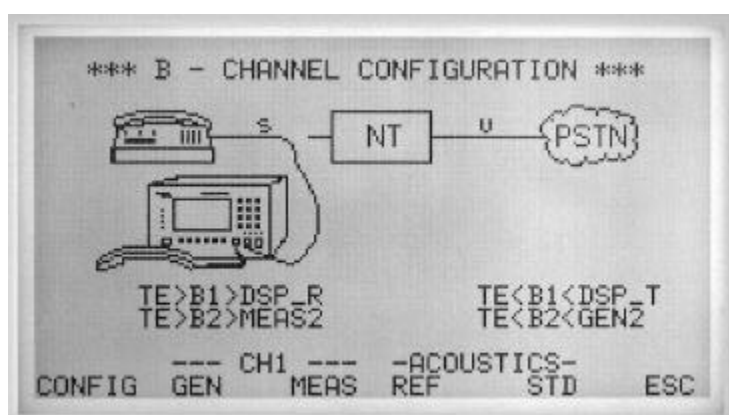 *** B - CHANNEL CONFIGURATION ***
S NT U PSTN
TE>B1>DSP_R TE<B1<DSP_T
TE>B2>MEAS2 TE<B2<GEN2
--- CH1 --- -ACOUSTICS-
CONFIG GEN MEAS REF STD ESC